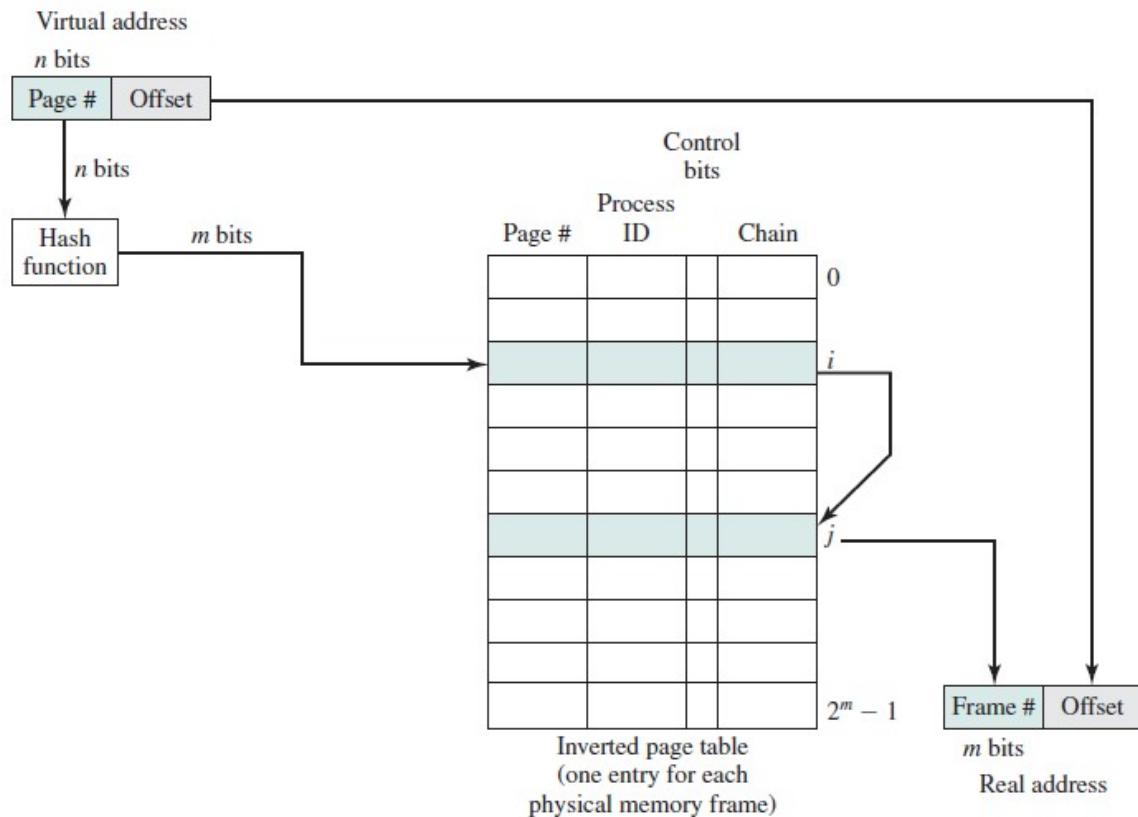 Virtual address
n bits
Page # Offset
n bits
Hash
function
m bits
Control
bits
Process
Page # ID Chain
0
i
j
2^m − 1
Inverted page table
(one entry for each
physical memory frame)
Frame # Offset
m bits
Real address